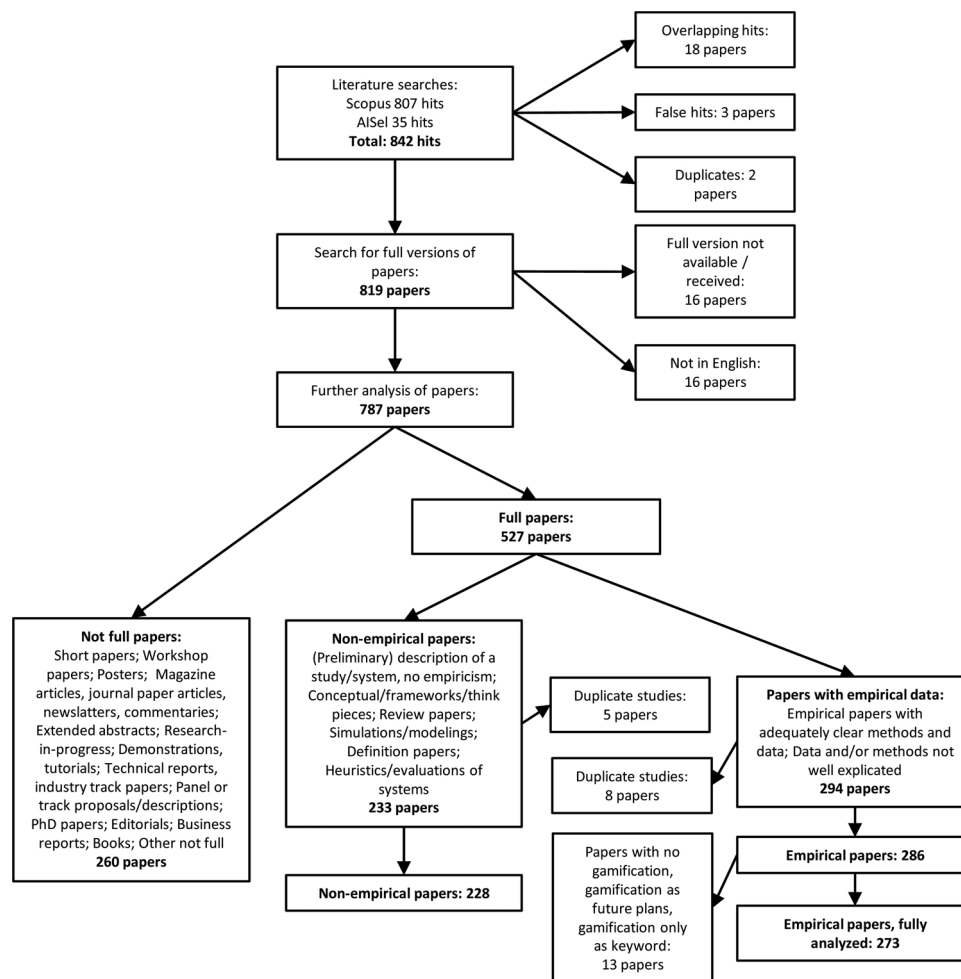 Literature searches:
Scopus 807 hits
AISel 35 hits
Total: 842 hits
Overlapping hits:
18 papers
False hits: 3 papers
Duplicates: 2
papers
Search for full versions of
papers:
819 papers
Full version not
available /
received:
16 papers
Not in English:
16 papers
Further analysis of papers:
787 papers
Full papers:
527 papers
Not full papers:
Short papers; Workshop
papers; Posters;  Magazine
articles, journal paper articles,
newslatters, commentaries;
Extended abstracts; Research-
in-progress; Demonstrations,
tutorials; Technical reports,
industry track papers; Panel or
track proposals/descriptions;
PhD papers; Editorials; Business
reports; Books; Other not full
260 papers
Non-empirical papers:
(Preliminary) description of a
study/system, no empiricism;
Conceptual/frameworks/think
pieces; Review papers;
Simulations/modelings;
Definition papers;
Heuristics/evaluations of
systems
233 papers
Duplicate studies:
5 papers
Non-empirical papers: 228
Papers with empirical data:
Empirical papers with
adequately clear methods and
data; Data and/or methods not
well explicated
294 papers
Duplicate studies:
8 papers
Empirical papers: 286
Papers with no
gamification,
gamification as
future plans,
gamification only
as keyword:
13 papers
Empirical papers, fully
analyzed: 273